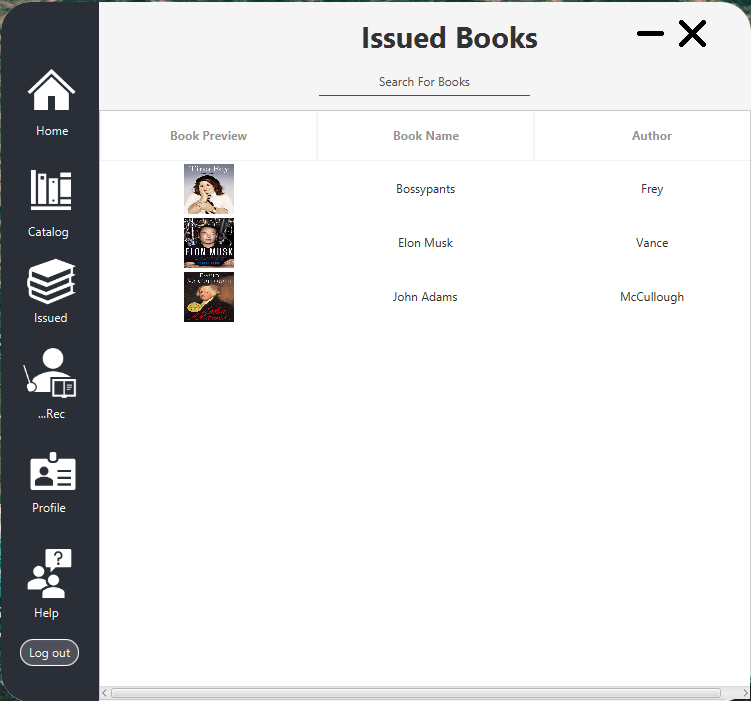 Issued Books
Search For Books
Home
Catalog
Issued
...Rec
Profile
?
Help
Log out
Book Preview Book Name Author
Tina Fey
Bossypants Frey
ELON MUSK
Elon Musk Vance
John Adams McCullough